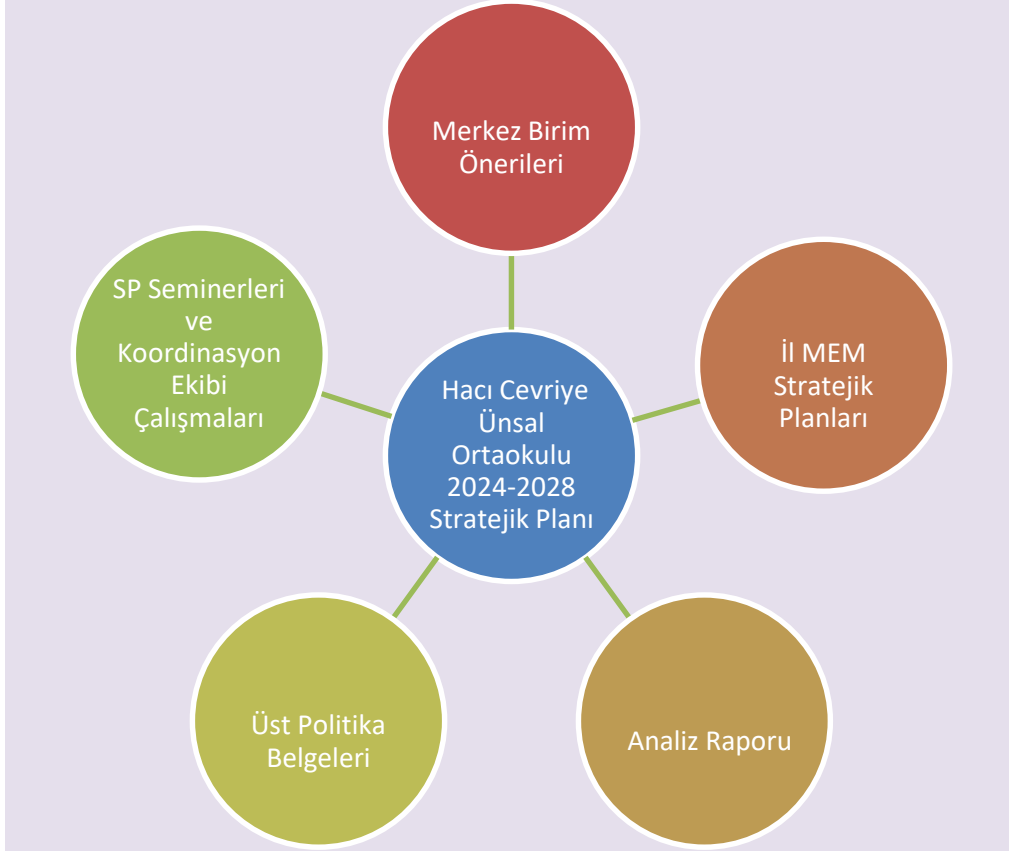 Merkez Birim
Önerileri
SP Seminerleri
ve
Koordinasyon
Ekibi
Çalışmaları
Hacı Cevriye
Ünsal
Ortaokulu
2024-2028
Stratejik Planı
İl MEM
Stratejik
Planları
Üst Politika
Belgeleri
Analiz Raporu